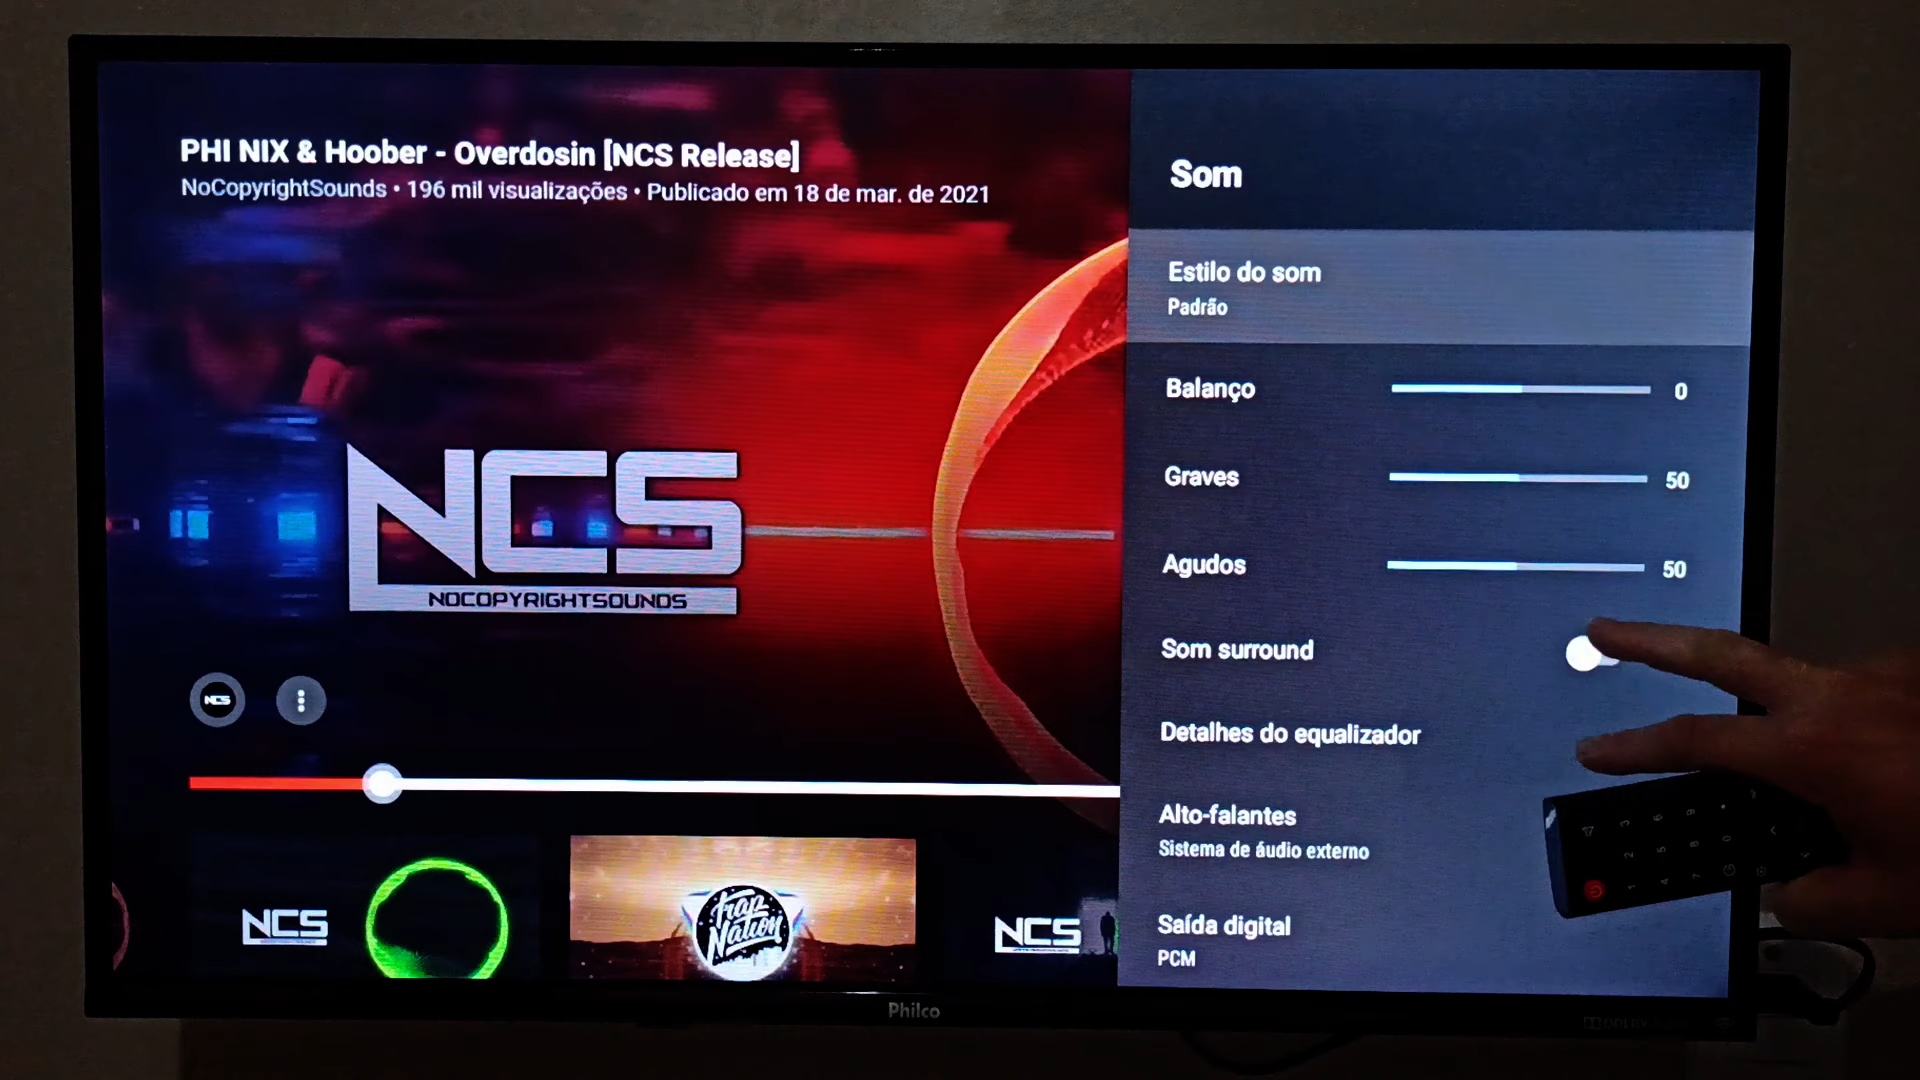 PHI NIX & Hoober - Overdosin [NCS Release]
NoCopyrightSounds • 196 mil visualizações • Publicado em 18 de mar. de 2021
NCS
NOCOPYRIGHTSOUNDS
NCS
NCS
trap Nation
NCS
Som
Estilo do som
Padrão
Balanço 0
Graves 50
Agudos 50
Som surround
Detalhes do equalizador
Alto-falantes
Sistema de áudio externo
Saída digital
PCM
Philco